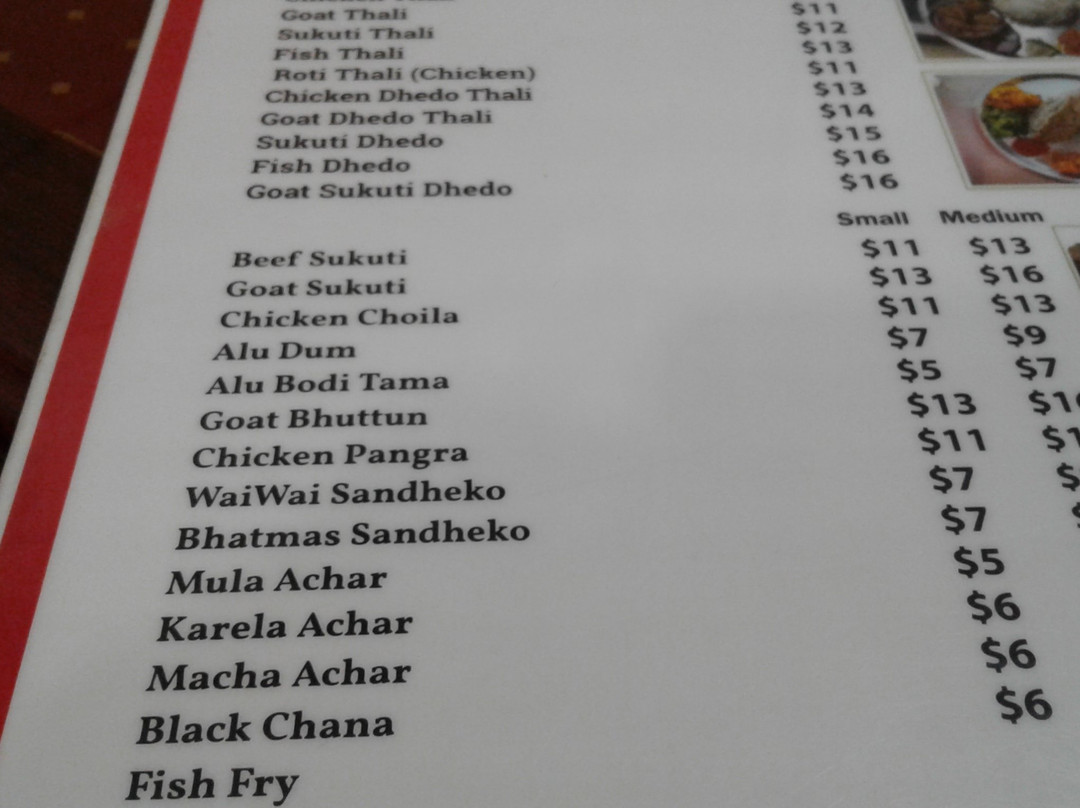 Goat Thali $11
Sukuti Thali $12
Fish Thali $13
Roti Thali (Chicken) $11
Chicken Dhedo Thali $13
Goat Dhedo Thali $14
Sukuti Dhedo $15
Fish Dhedo $16
Goat Sukuti Dhedo $16
Small Medium
Beef Sukuti $11 $13
Goat Sukuti $13 $16
Chicken Choila $11 $13
Alu Dum $7 $9
Alu Bodi Tama $5 $7
Goat Bhuttun $13
Chicken Pangra $11
WaiWai Sandheko $7
Bhatmas Sandheko $7
Mula Achar $5
Karela Achar $6
Macha Achar $6
Black Chana $6
Fish Fry